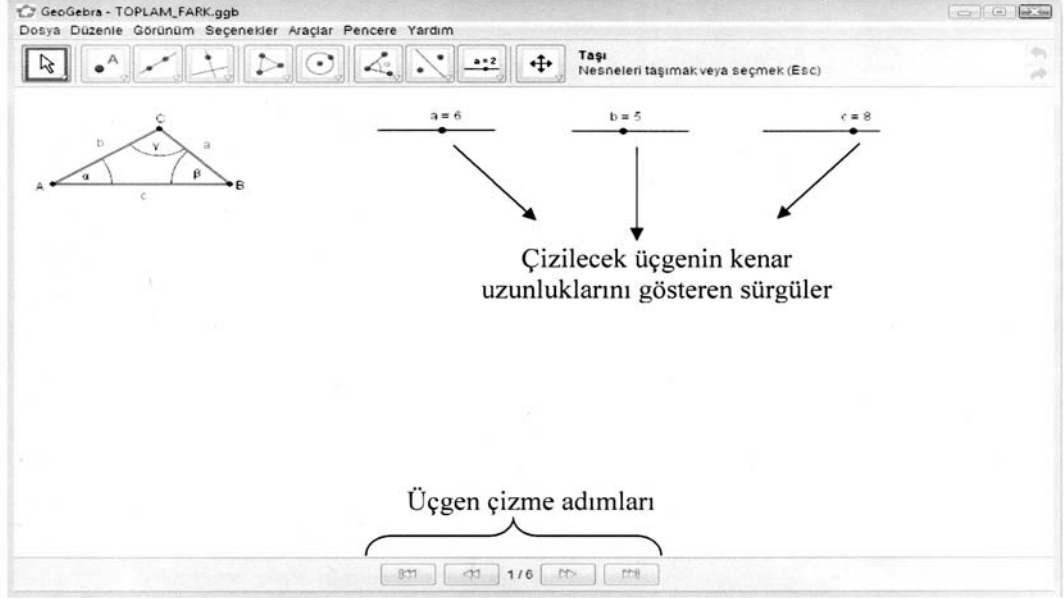 GeoGebra - TOPLAM_FARK.ggb
Dosya Düzenle Görünüm Seçenekler Araçlar Pencere Yardım
A
α
a = 2
Taşı
Nesneleri taşımak veya seçmek (Esc)
C
b
γ
a
A
α
β
B
c
a = 6
b = 5
c = 8
Çizilecek üçgenin kenar
uzunluklarını gösteren sürgüler
Üçgen çizme adımları
1 / 6